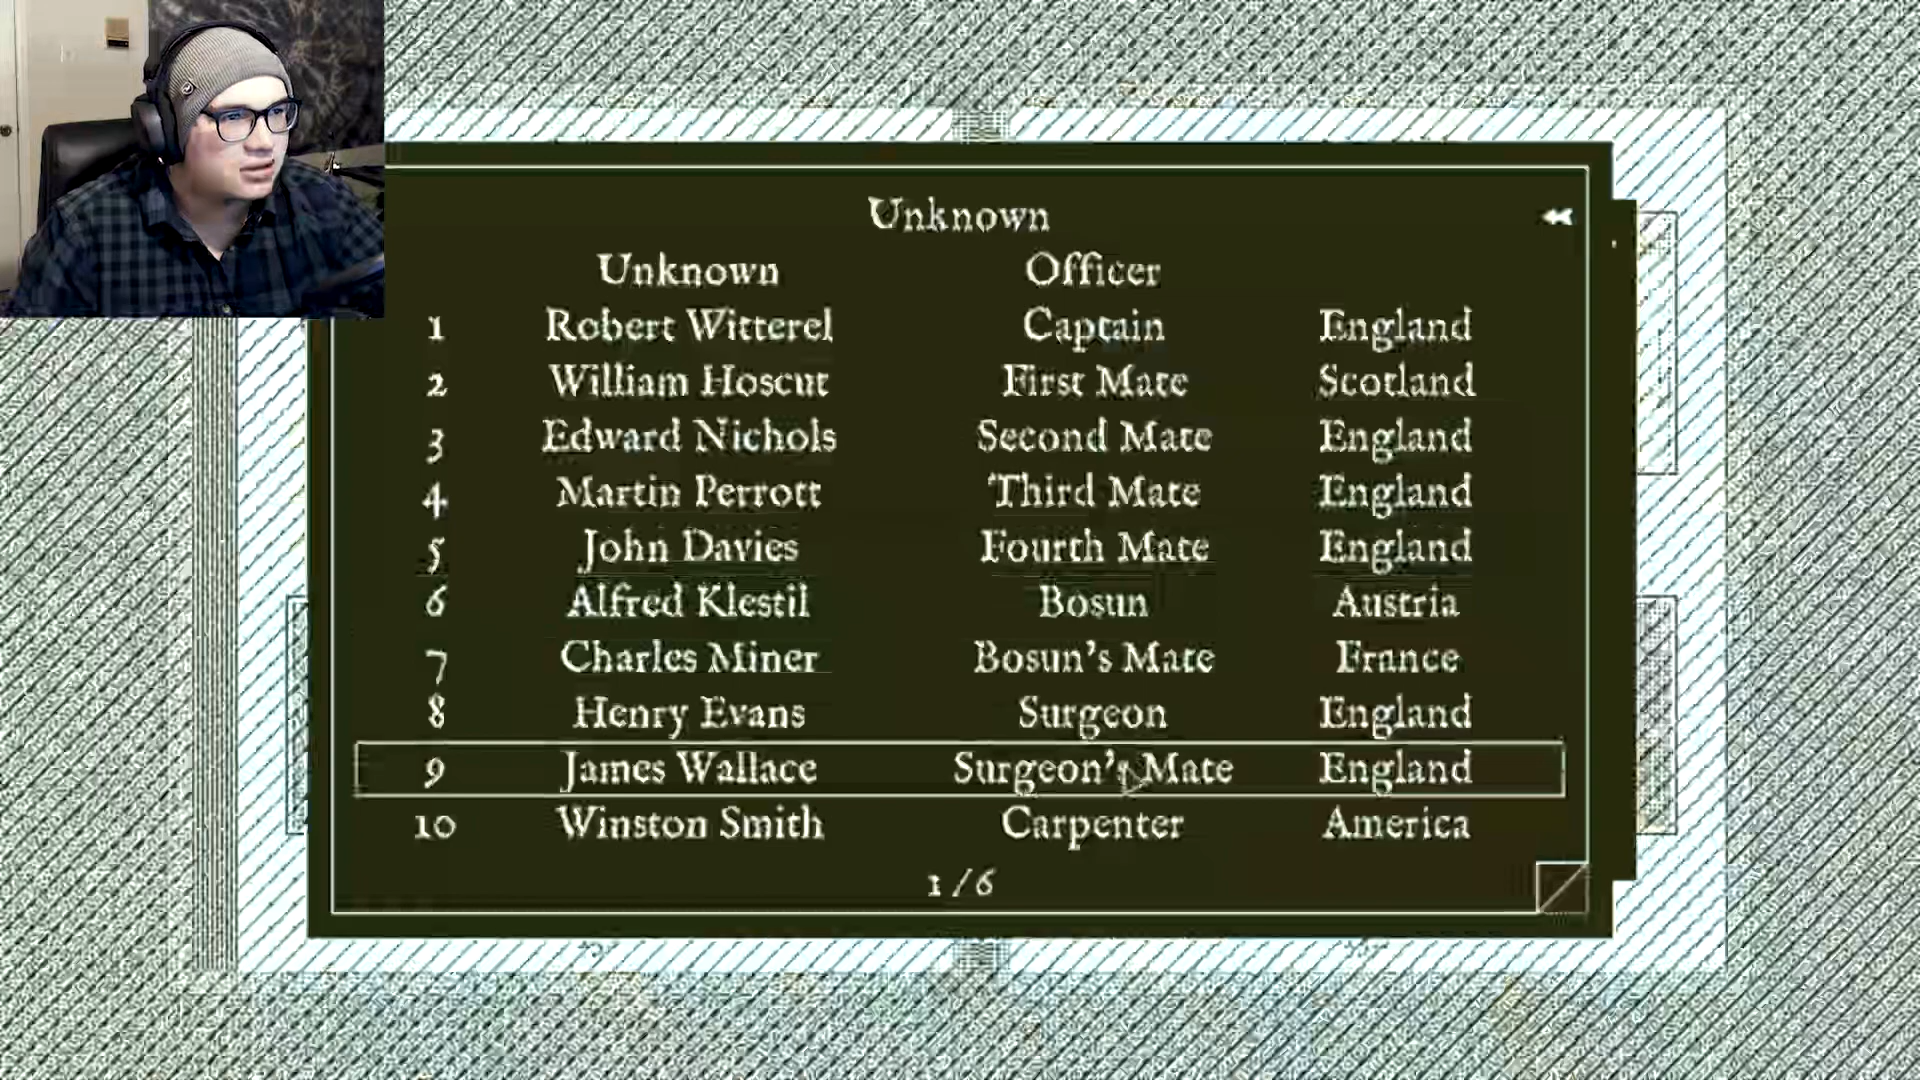 Unknown
Unknown Officer
1 Robert Witterel Captain England
2 William Hoscut First Mate Scotland
3 Edward Nichols Second Mate England
4 Martin Perrott Third Mate England
5 John Davies Fourth Mate England
6 Alfred Klestil Bosun Austria
7 Charles Miner Bosun's Mate France
8 Henry Evans Surgeon England
9 James Wallace Surgeon's Mate England
10 Winston Smith Carpenter America
1/6